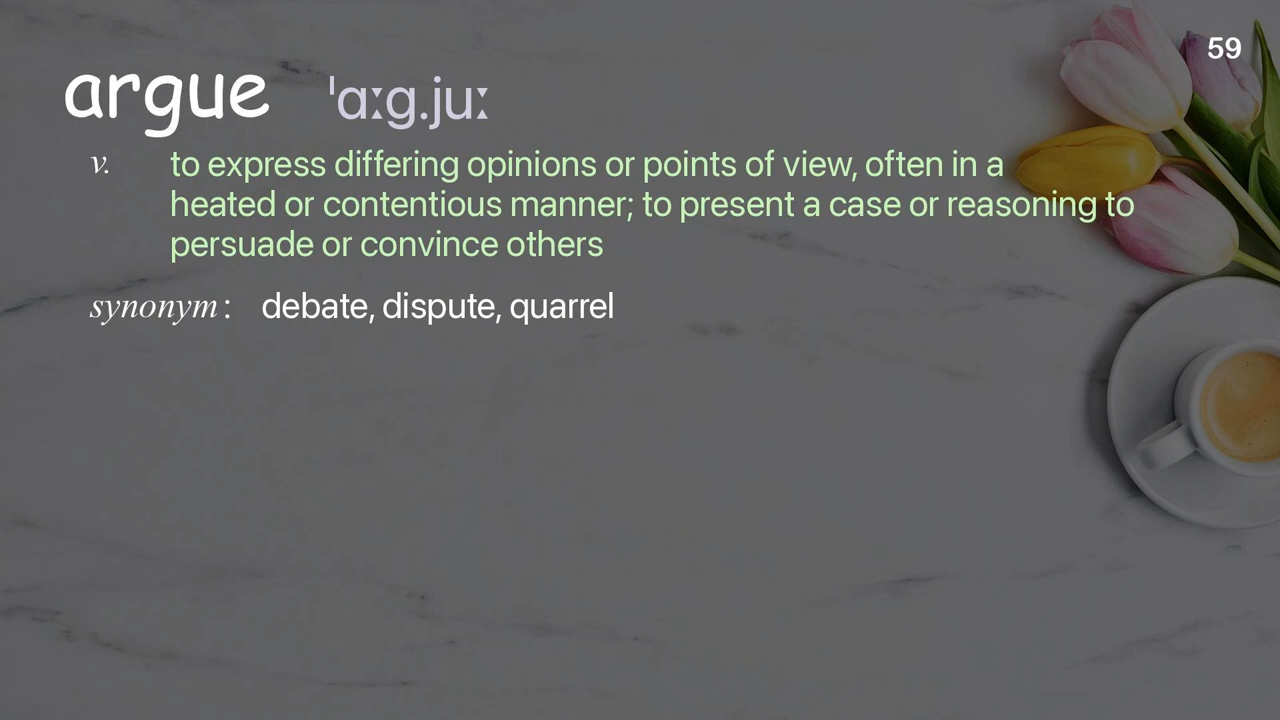 59
argue ˈɑːɡ.juː
v. to express differing opinions or points of view, often in a
heated or contentious manner; to present a case or reasoning to
persuade or convince others
synonym: debate, dispute, quarrel